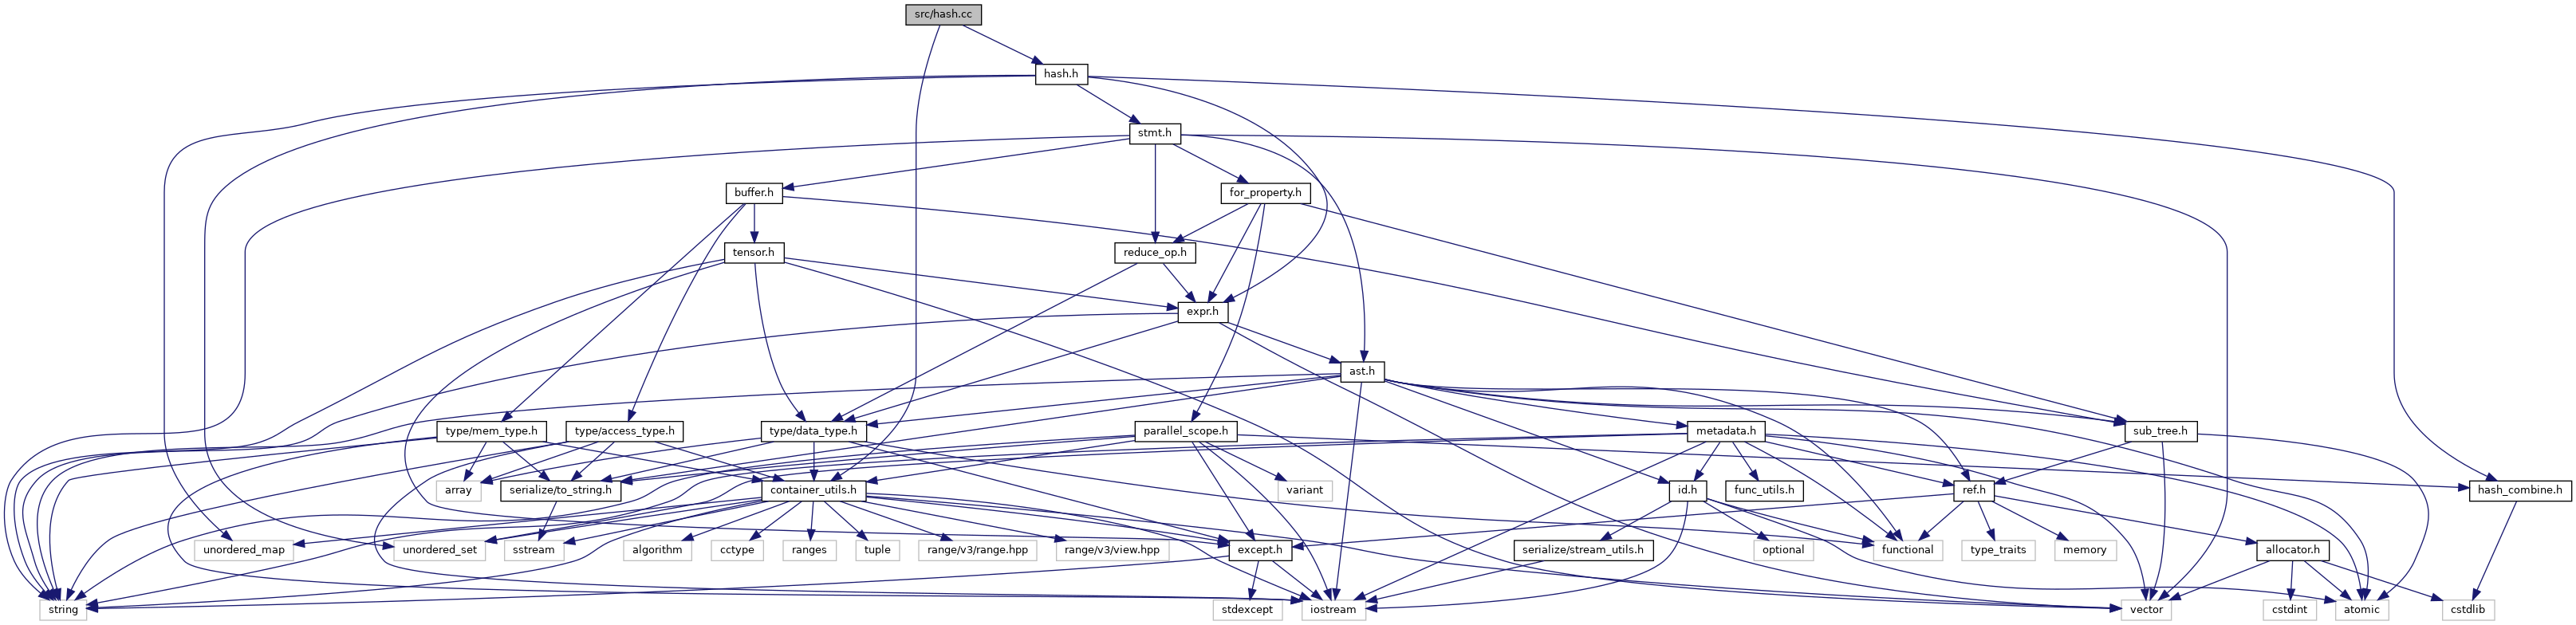 src/hash.cc
hash.h
stmt.h
buffer.h
for_property.h
tensor.h
reduce_op.h
expr.h
ast.h
type/mem_type.h
type/access_type.h
type/data_type.h
parallel_scope.h
metadata.h
sub_tree.h
array
serialize/to_string.h
container_utils.h
variant
id.h
func_utils.h
ref.h
hash_combine.h
unordered_map
unordered_set
sstream
algorithm
cctype
ranges
tuple
range/v3/range.hpp
range/v3/view.hpp
except.h
serialize/stream_utils.h
optional
functional
type_traits
memory
allocator.h
string
stdexcept
iostream
vector
cstdint
atomic
cstdlib